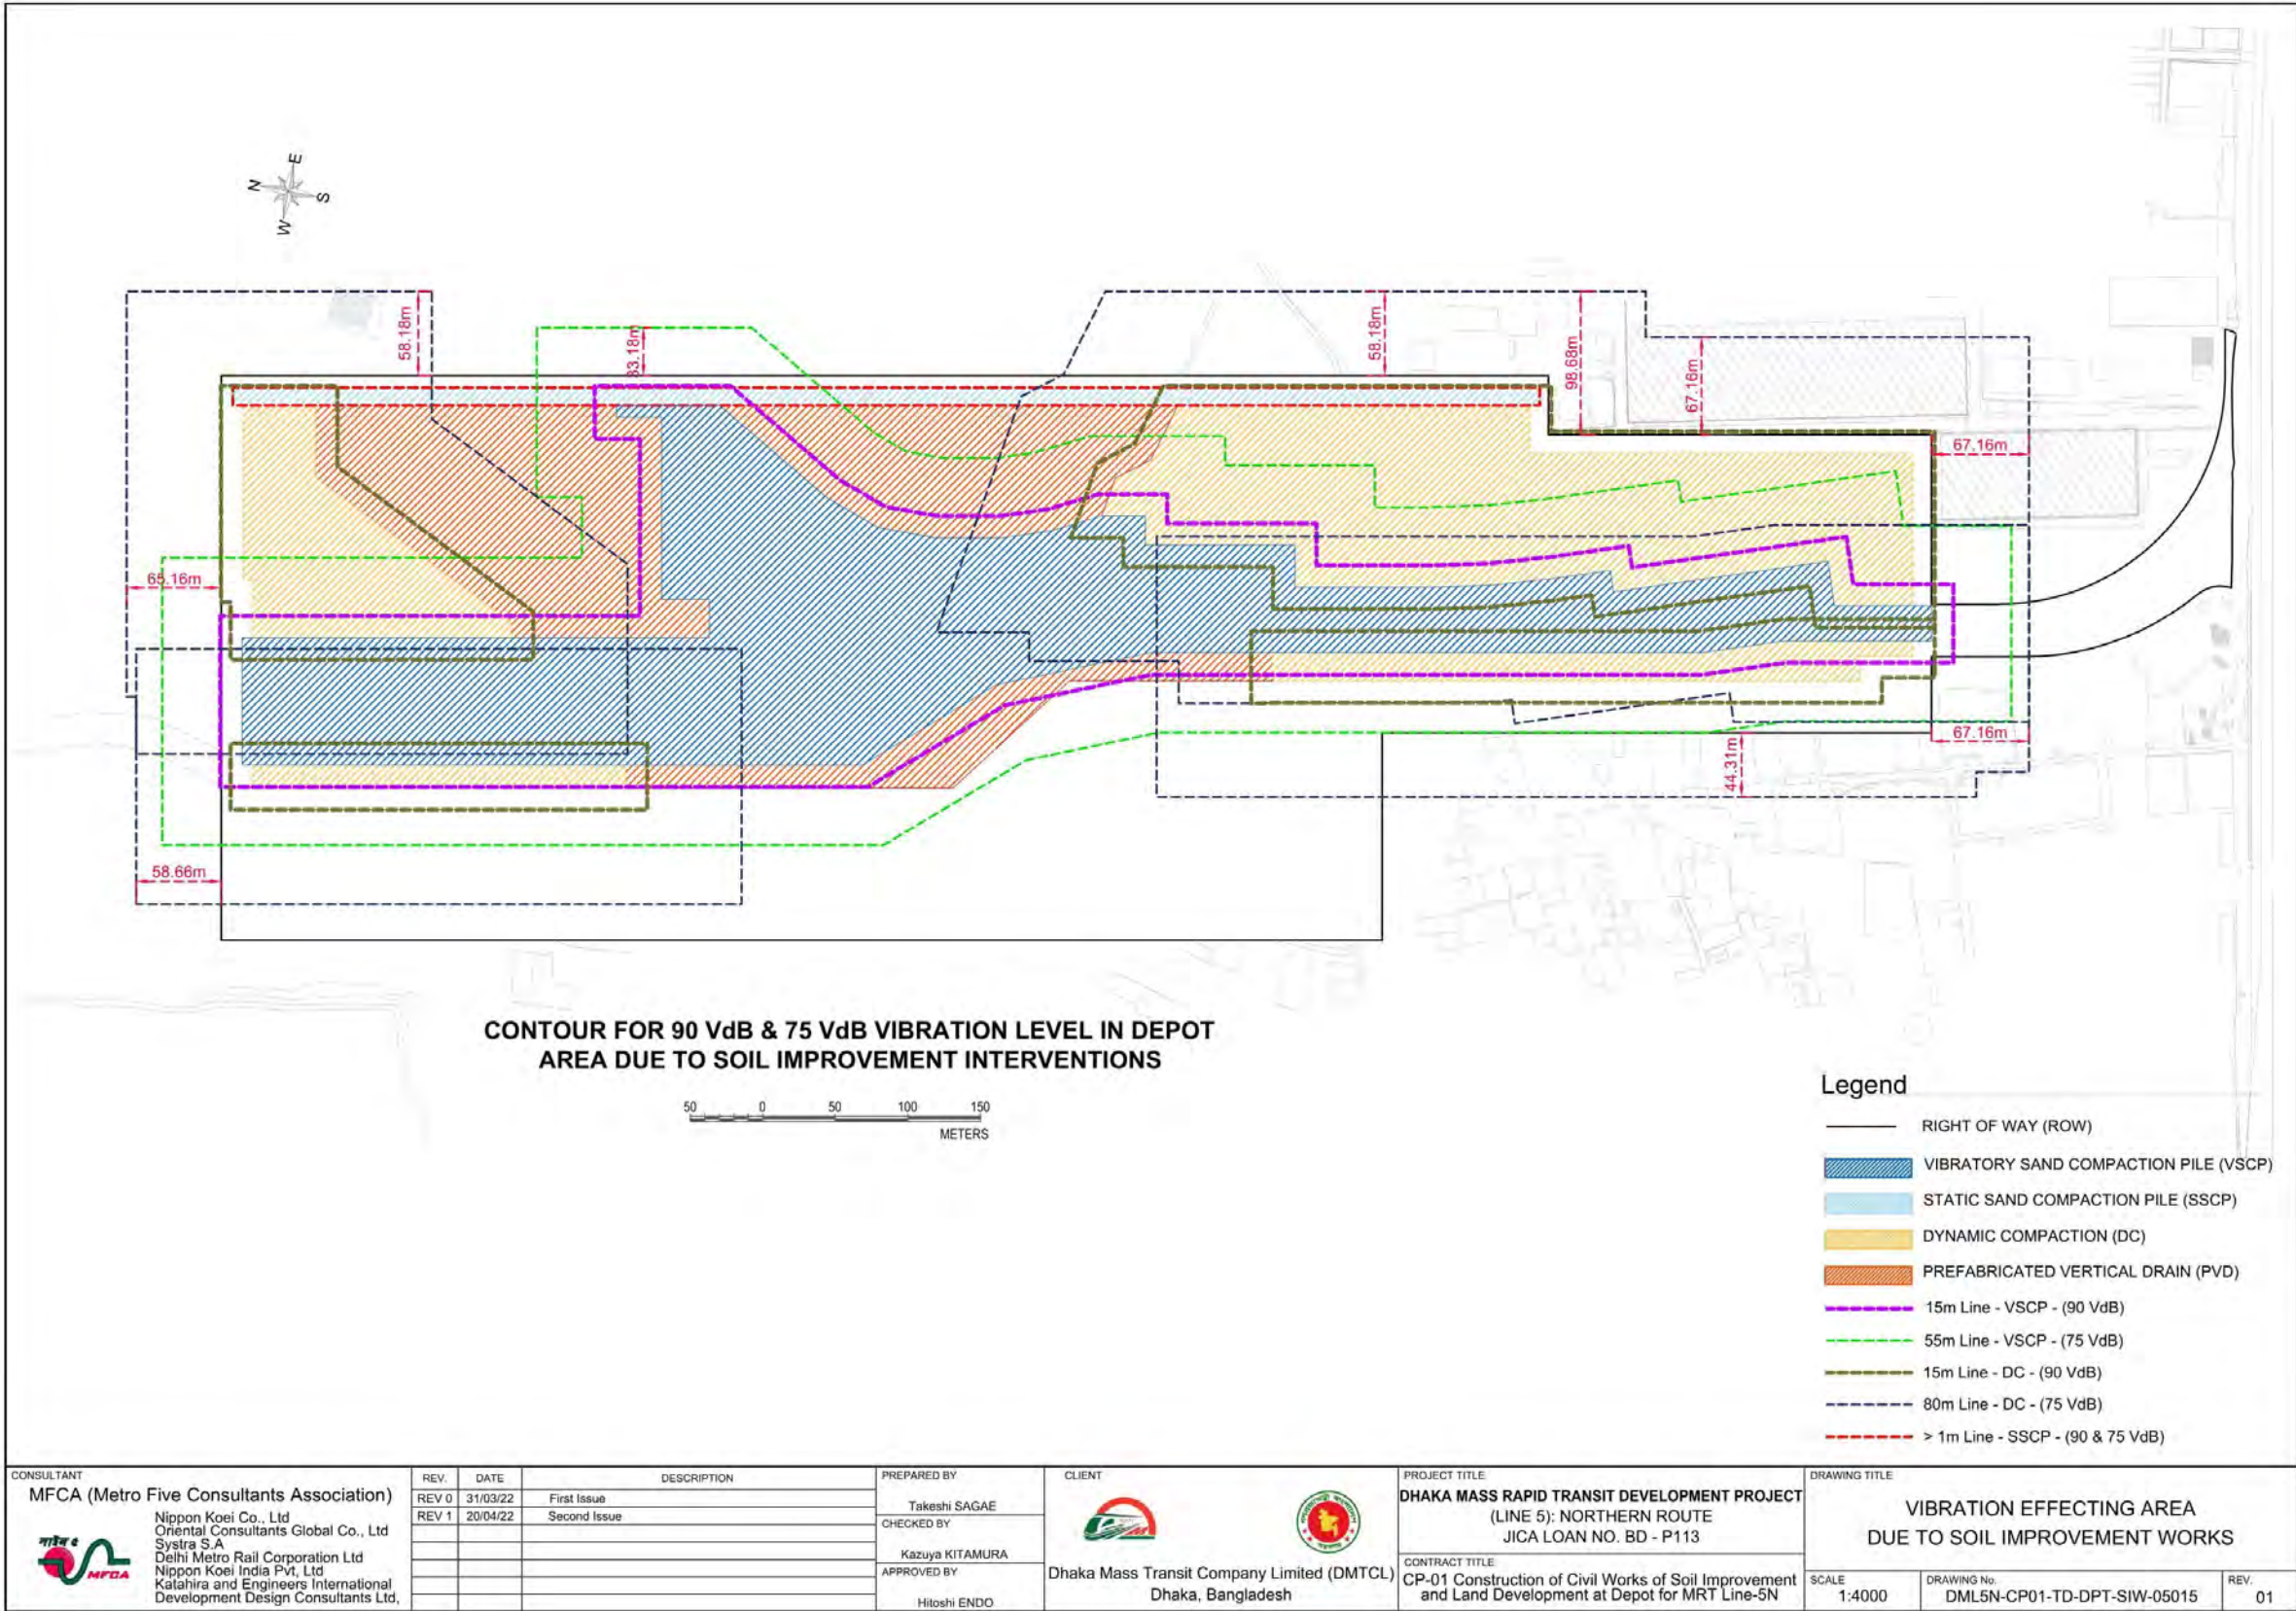 E
N
S
W
58.18m
33.18m
58.18m
98.68m
67.16m
67.16m
65.16m
67.16m
44.31m
58.66m
CONTOUR FOR 90 VdB & 75 VdB VIBRATION LEVEL IN DEPOT
AREA DUE TO SOIL IMPROVEMENT INTERVENTIONS
50 0 50 100 150
METERS
Legend
RIGHT OF WAY (ROW)
VIBRATORY SAND COMPACTION PILE (VSCP)
STATIC SAND COMPACTION PILE (SSCP)
DYNAMIC COMPACTION (DC)
PREFABRICATED VERTICAL DRAIN (PVD)
15m Line - VSCP - (90 VdB)
55m Line - VSCP - (75 VdB)
15m Line - DC - (90 VdB)
80m Line - DC - (75 VdB)
> 1m Line - SSCP - (90 & 75 VdB)
CONSULTANT
MFCA (Metro Five Consultants Association)
MFCA
Nippon Koei Co., Ltd
Oriental Consultants Global Co., Ltd
Systra S.A
Delhi Metro Rail Corporation Ltd
Nippon Koei India Pvt, Ltd
Katahira and Engineers International
Development Design Consultants Ltd,
REV. DATE DESCRIPTION
REV 0 31/03/22 First Issue
REV 1 20/04/22 Second Issue
PREPARED BY
Takeshi SAGAE
CHECKED BY
Kazuya KITAMURA
APPROVED BY
Hitoshi ENDO
CLIENT
Dhaka Mass Transit Company Limited (DMTCL)
Dhaka, Bangladesh
PROJECT TITLE
DHAKA MASS RAPID TRANSIT DEVELOPMENT PROJECT
(LINE 5): NORTHERN ROUTE
JICA LOAN NO. BD - P113
CONTRACT TITLE
CP-01 Construction of Civil Works of Soil Improvement
and Land Development at Depot for MRT Line-5N
DRAWING TITLE
VIBRATION EFFECTING AREA
DUE TO SOIL IMPROVEMENT WORKS
SCALE
1:4000
DRAWING No.
DML5N-CP01-TD-DPT-SIW-05015
REV.
01